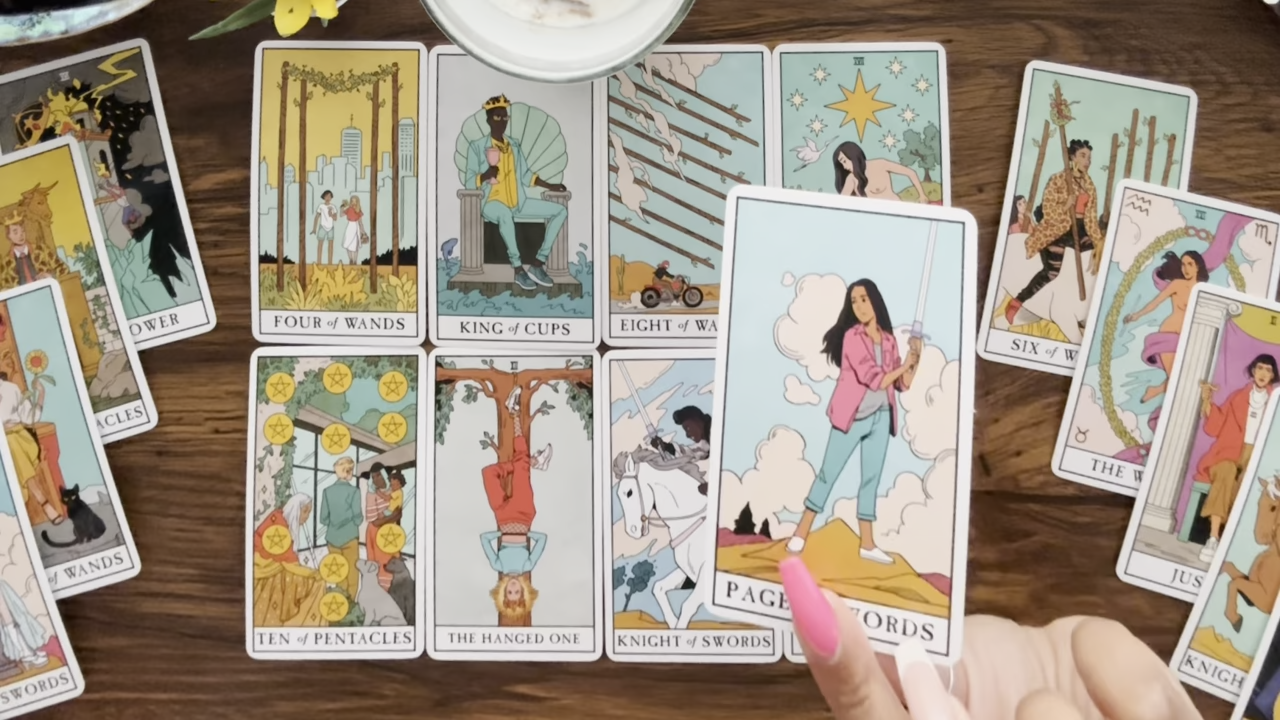 OWER
ACLES
of WANDS
SWORDS
FOUR of WANDS
KING of CUPS
EIGHT of WA
XVII
TEN of PENTACLES
THE HANGED ONE
KNIGHT of SWORDS
PAGE
WORDS
SIX of W
THE W
JUS
KNIGH